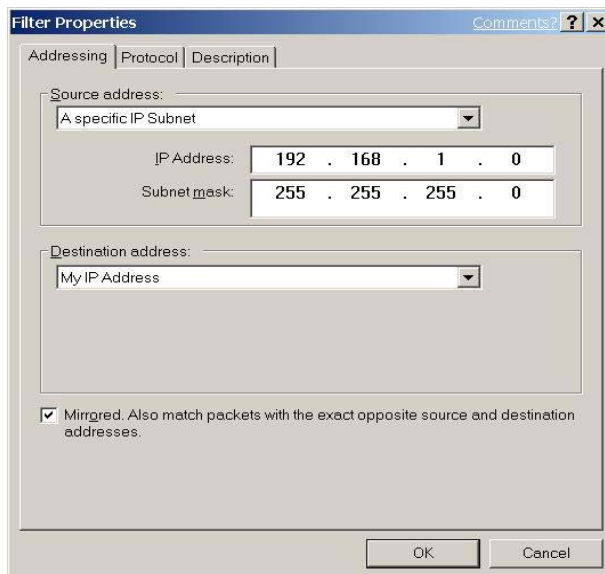 Filter Properties Comments? ? ×
Addressing Protocol Description
Source address:
A specific IP Subnet
IP Address: 192 . 168 . 1 . 0
Subnet mask: 255 . 255 . 255 . 0
Destination address:
My IP Address
Mirrored. Also match packets with the exact opposite source and destination
addresses.
OK Cancel